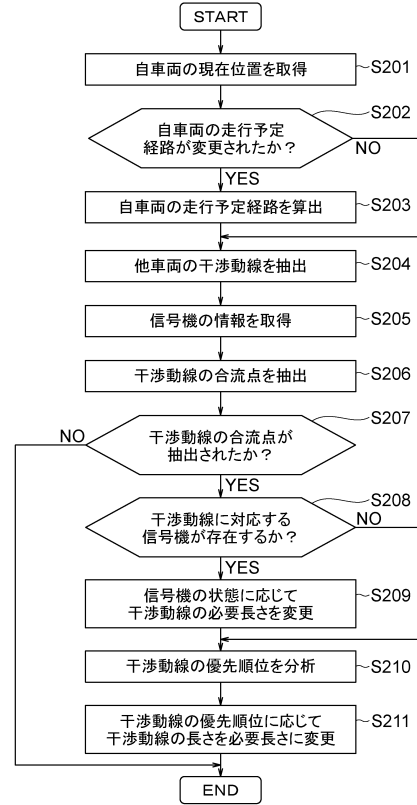 START
自車両の現在位置を取得
S201
自車両の走行予定
経路が変更されたか？
S202
NO
YES
自車両の走行予定経路を算出
S203
他車両の干渉動線を抽出
S204
信号機の情報を取得
S205
干渉動線の合流点を抽出
S206
干渉動線の合流点が
抽出されたか？
S207
NO
YES
干渉動線に対応する
信号機が存在するか？
S208
NO
YES
信号機の状態に応じて
干渉動線の必要長さを変更
S209
干渉動線の優先順位を分析
S210
干渉動線の優先順位に応じて
干渉動線の長さを必要長さに変更
S211
END